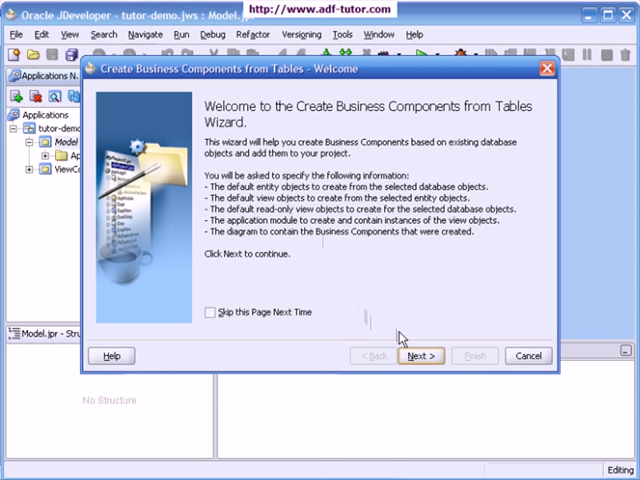 http://www.adf-tutor.com
Oracle JDeveloper - tutor-demo.jws : Model.jpr
File Edit View Search Navigate Run Debug Refactor Versioning Tools Window Help
Applications N.
Applications
tutor-demo
Model
Ap
ViewCo
Create Business Components from Tables - Welcome
Welcome to the Create Business Components from Tables
Wizard.
This wizard will help you create Business Components based on existing database
objects and add them to your project.
You will be asked to specify the following information:
- The default entity objects to create from the selected database objects.
- The default view objects to create from the selected entity objects.
- The default read-only view objects to create for the selected database objects.
- The application module to create and contain instances of the view objects.
- The diagram to contain the Business Components that were created.
Click Next to continue.
Skip this Page Next Time
Help
< Back
Next >
Finish
Cancel
Model.jpr - Stru
No Structure
Editing